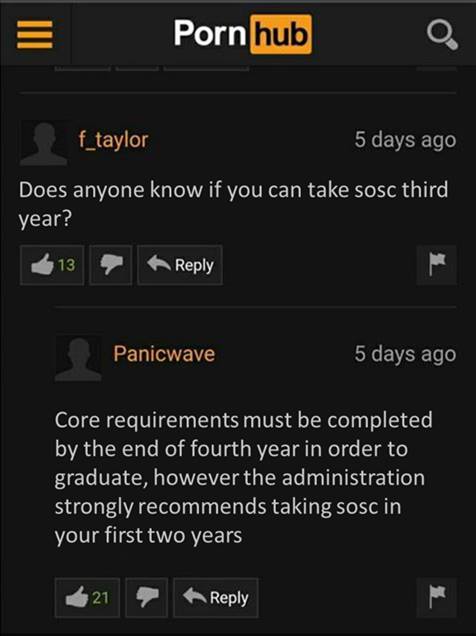 Porn hub
f_taylor 5 days ago
Does anyone know if you can take sosc third
year?
13 Reply
Panicwave 5 days ago
Core requirements must be completed
by the end of fourth year in order to
graduate, however the administration
strongly recommends taking sosc in
your first two years
21 Reply